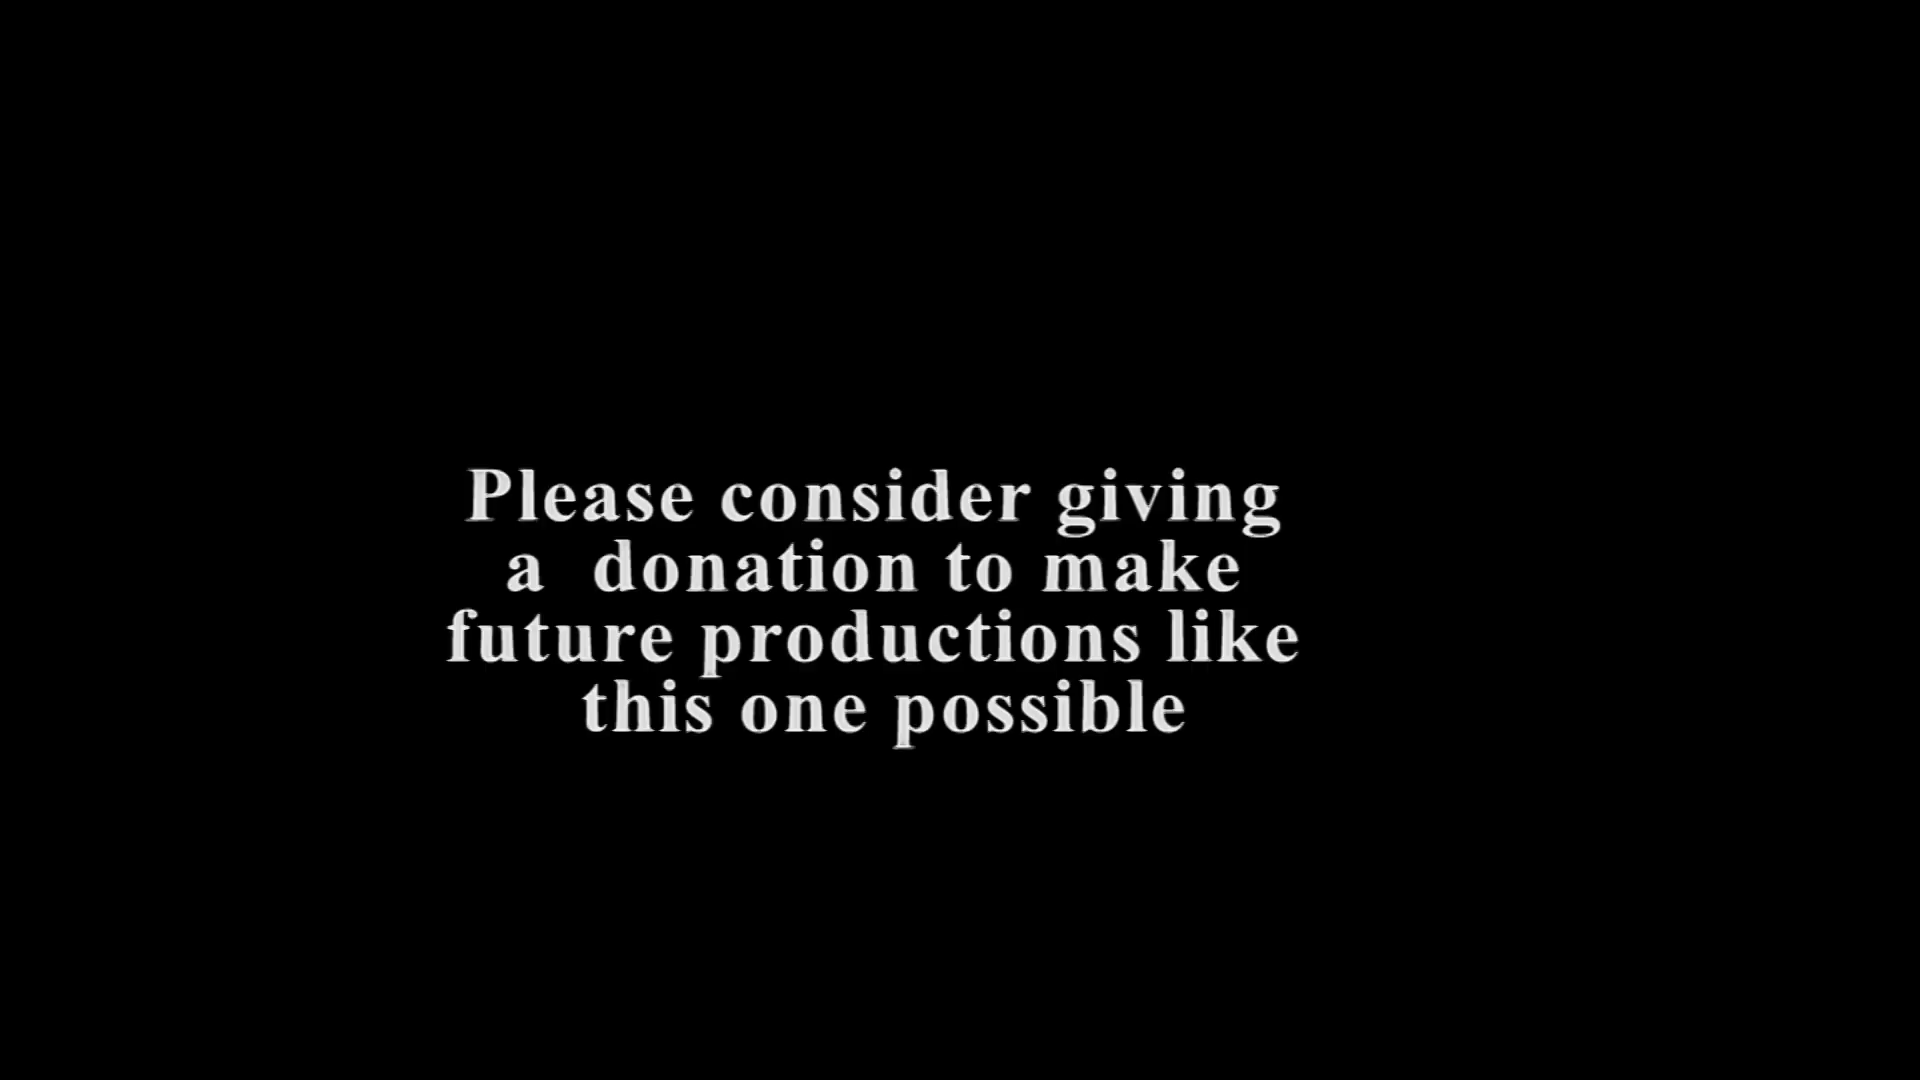 Please consider giving
a  donation to make
future productions like
this one possible